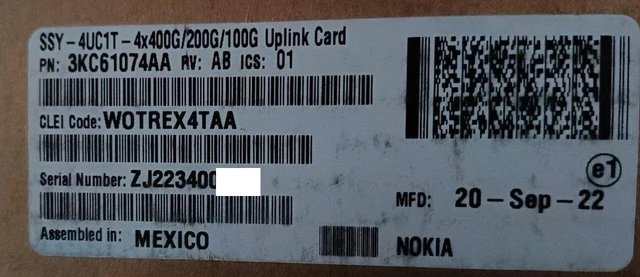 SSY-4UC1T-4x400G/200G/100G Uplink Card
PN: 3KC61074AA RV: AB ICS: 01
CLEI Code: WOTREX4TAA
Serial Number: ZJ223400
e1
MFD: 20-Sep-22
Assembled in: MEXICO
NOKIA